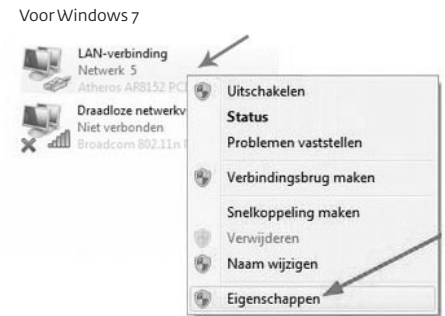 Voor Windows 7
LAN-verbinding
Netwerk 5
Atheros AR8152 PCI
Draadloze netwerkv
Niet verbonden
Broadcom 802.11n
Uitschakelen
Status
Problemen vaststellen
Verbindingsbrug maken
Snelkoppeling maken
Verwijderen
Naam wijzigen
Eigenschappen